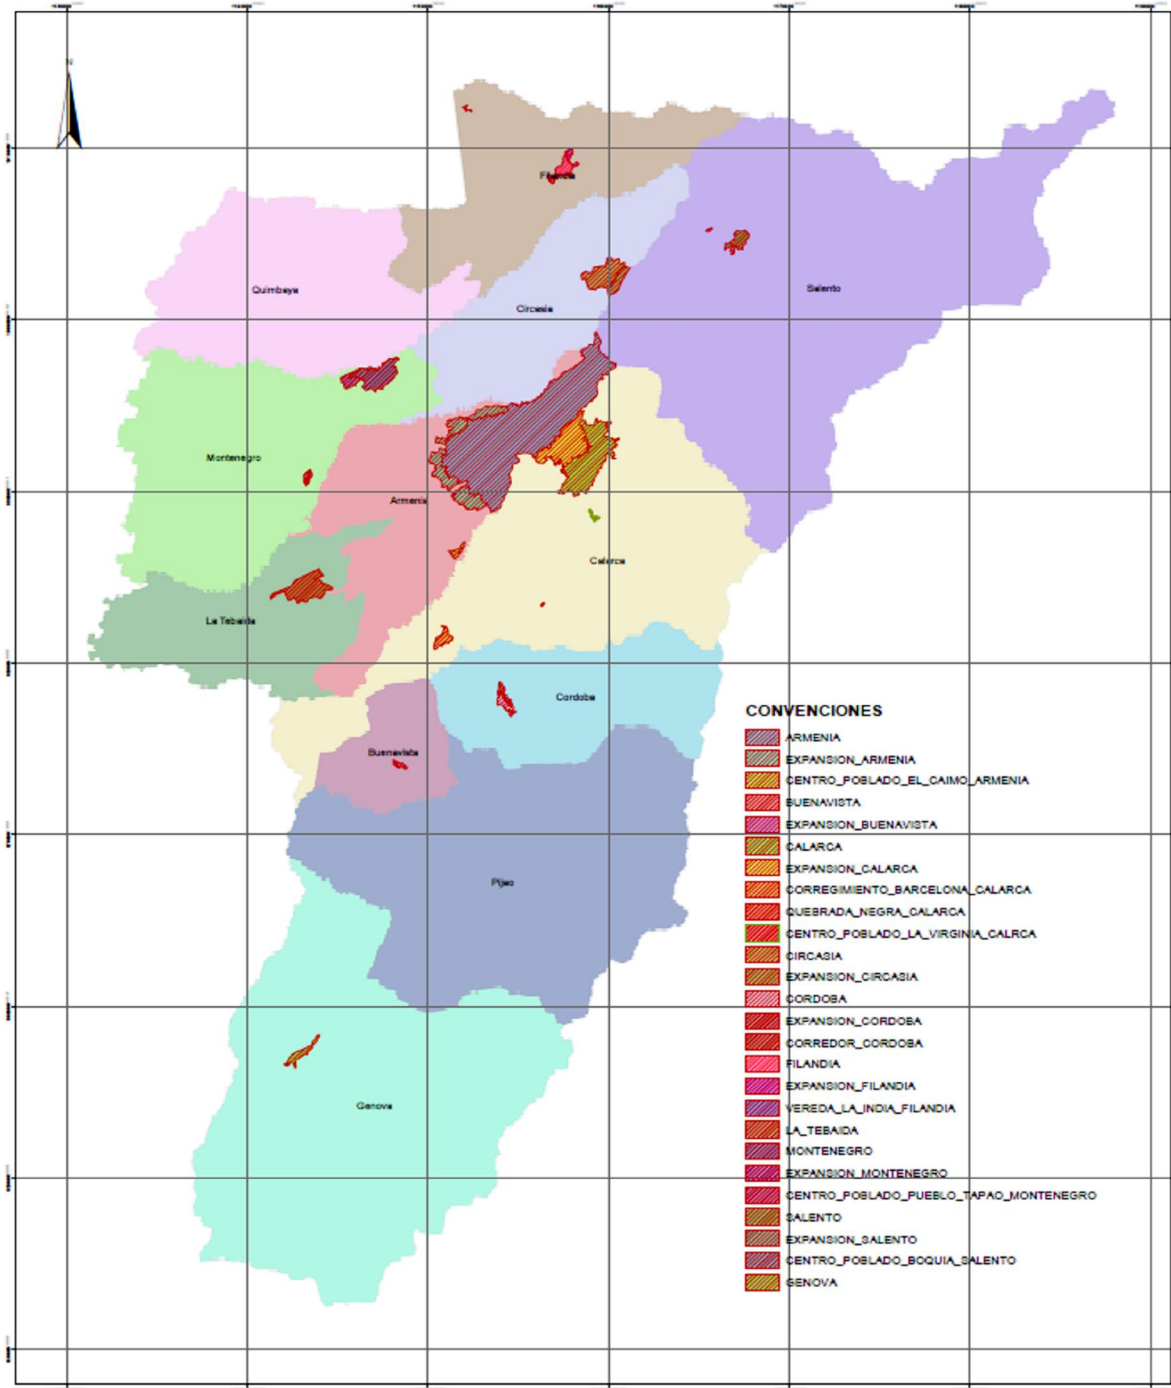 N
Filandia
Quimbaya
Salento
Circasia
Montenegro
Armenia
Calarca
La Tebaida
Cordoba
Buenavista
Pijao
Genova
CONVENCIONES
ARMENIA
EXPANSION_ARMENIA
CENTRO_POBLADO_EL_CAIMO_ARMENIA
BUENAVISTA
EXPANSION_BUENAVISTA
CALARCA
EXPANSION_CALARCA
CORREGIMIENTO_BARCELONA_CALARCA
QUEBRADA_NEGRA_CALARCA
CENTRO_POBLADO_LA_VIRGINIA_CALRCA
CIRCASIA
EXPANSION_CIRCASIA
CORDOBA
EXPANSION_CORDOBA
CORREDOR_CORDOBA
FILANDIA
EXPANSION_FILANDIA
VEREDA_LA_INDIA_FILANDIA
LA_TEBAIDA
MONTENEGRO
EXPANSION_MONTENEGRO
CENTRO_POBLADO_PUEBLO_TAPAO_MONTENEGRO
SALENTO
EXPANSION_SALENTO
CENTRO_POBLADO_BOQUIA_SALENTO
GENOVA